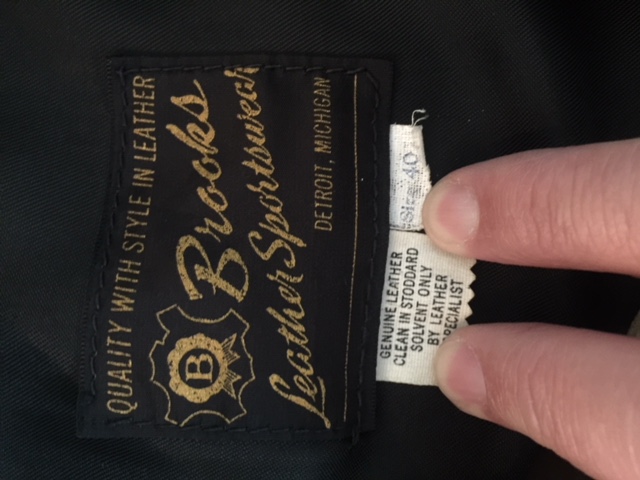 QUALITY WITH STYLE IN LEATHER
B
Brooks
Leather Sportswear
DETROIT, MICHIGAN
Size 40
GENUINE LEATHER
CLEAN IN STODDARD
SOLVENT ONLY
BY LEATHER
SPECIALIST